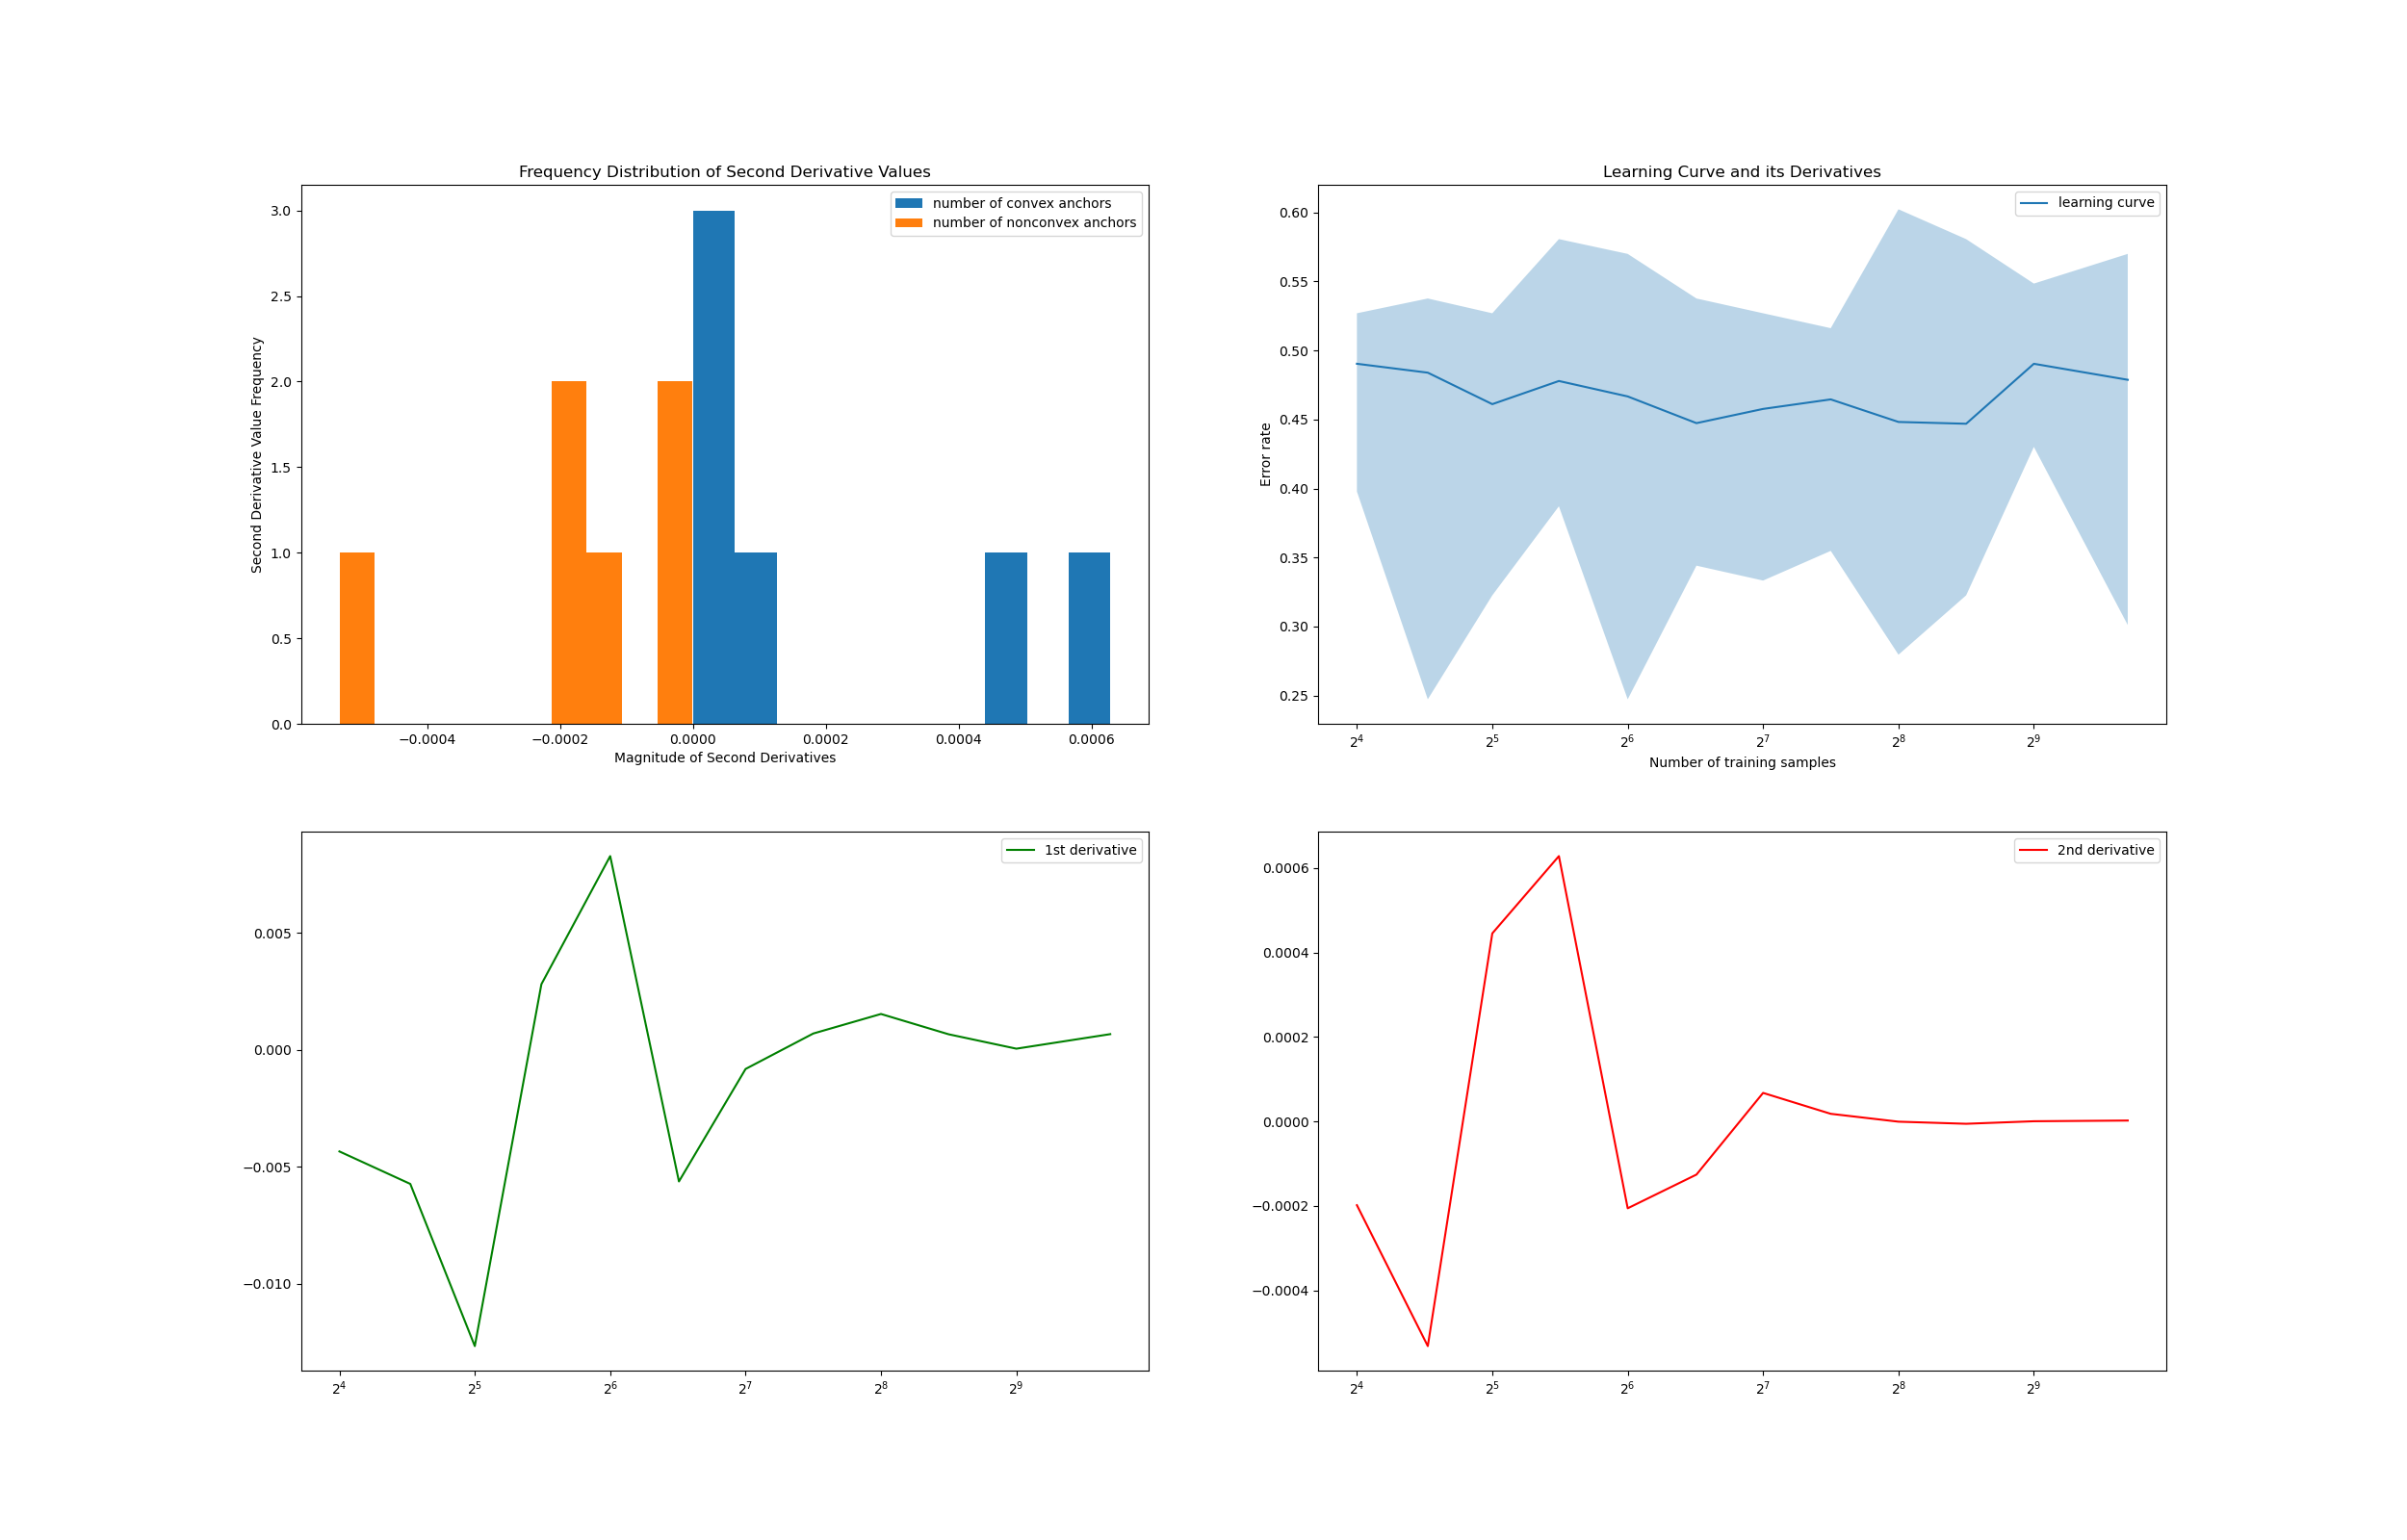 Frequency Distribution of Second Derivative Values
number of convex anchors
number of nonconvex anchors
Second Derivative Value Frequency
3.0
2.5
2.0
1.5
1.0
0.5
0.0
−0.0004 −0.0002 0.0000 0.0002 0.0004 0.0006
Magnitude of Second Derivatives
Learning Curve and its Derivatives
learning curve
Error rate
0.60
0.55
0.50
0.45
0.40
0.35
0.30
0.25
2⁴ 2⁵ 2⁶ 2⁷ 2⁸ 2⁹
Number of training samples
1st derivative
0.005
0.000
−0.005
−0.010
2⁴ 2⁵ 2⁶ 2⁷ 2⁸ 2⁹
2nd derivative
0.0006
0.0004
0.0002
0.0000
−0.0002
−0.0004
2⁴ 2⁵ 2⁶ 2⁷ 2⁸ 2⁹